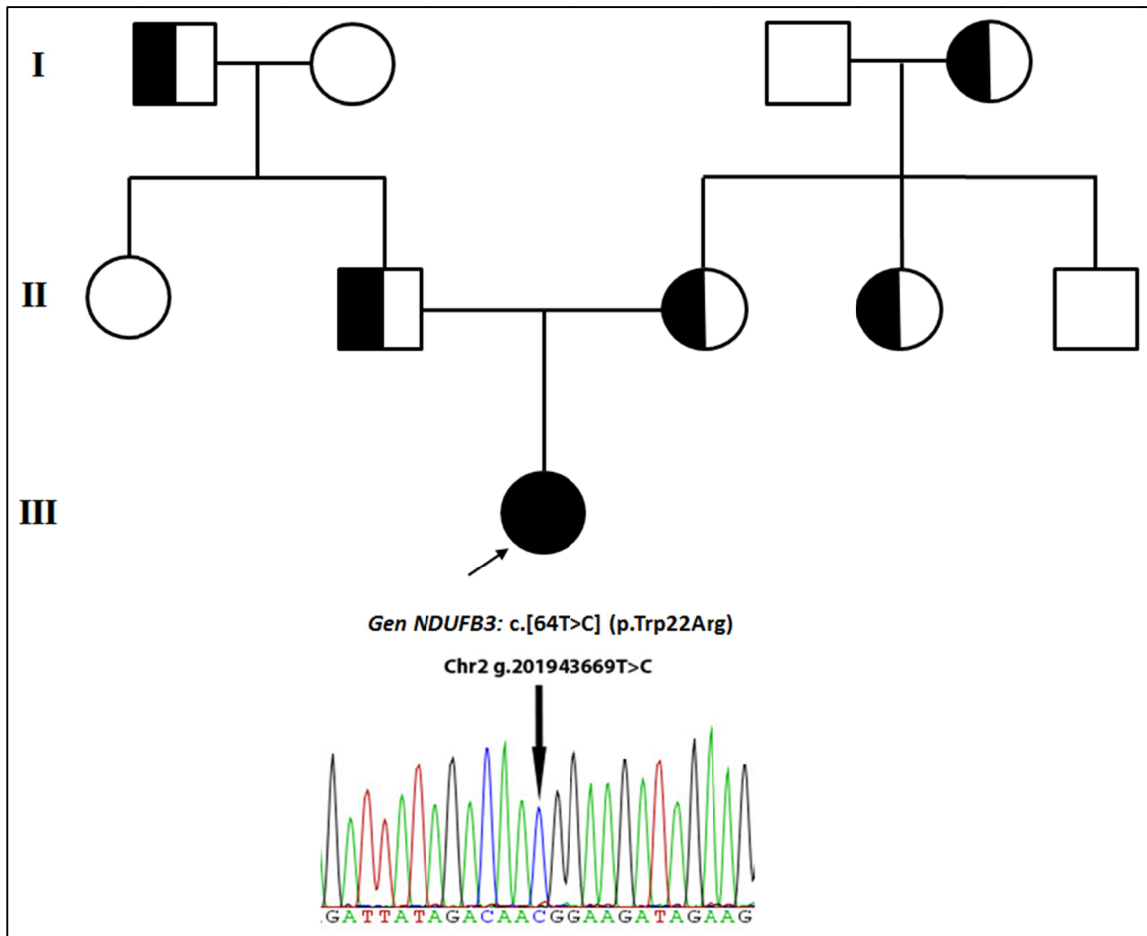 I
II
III
Gen NDUFB3: c.[64T>C] (p.Trp22Arg)
Chr2 g.201943669T>C
GATTATAGACAACGGAAGATAGAAG